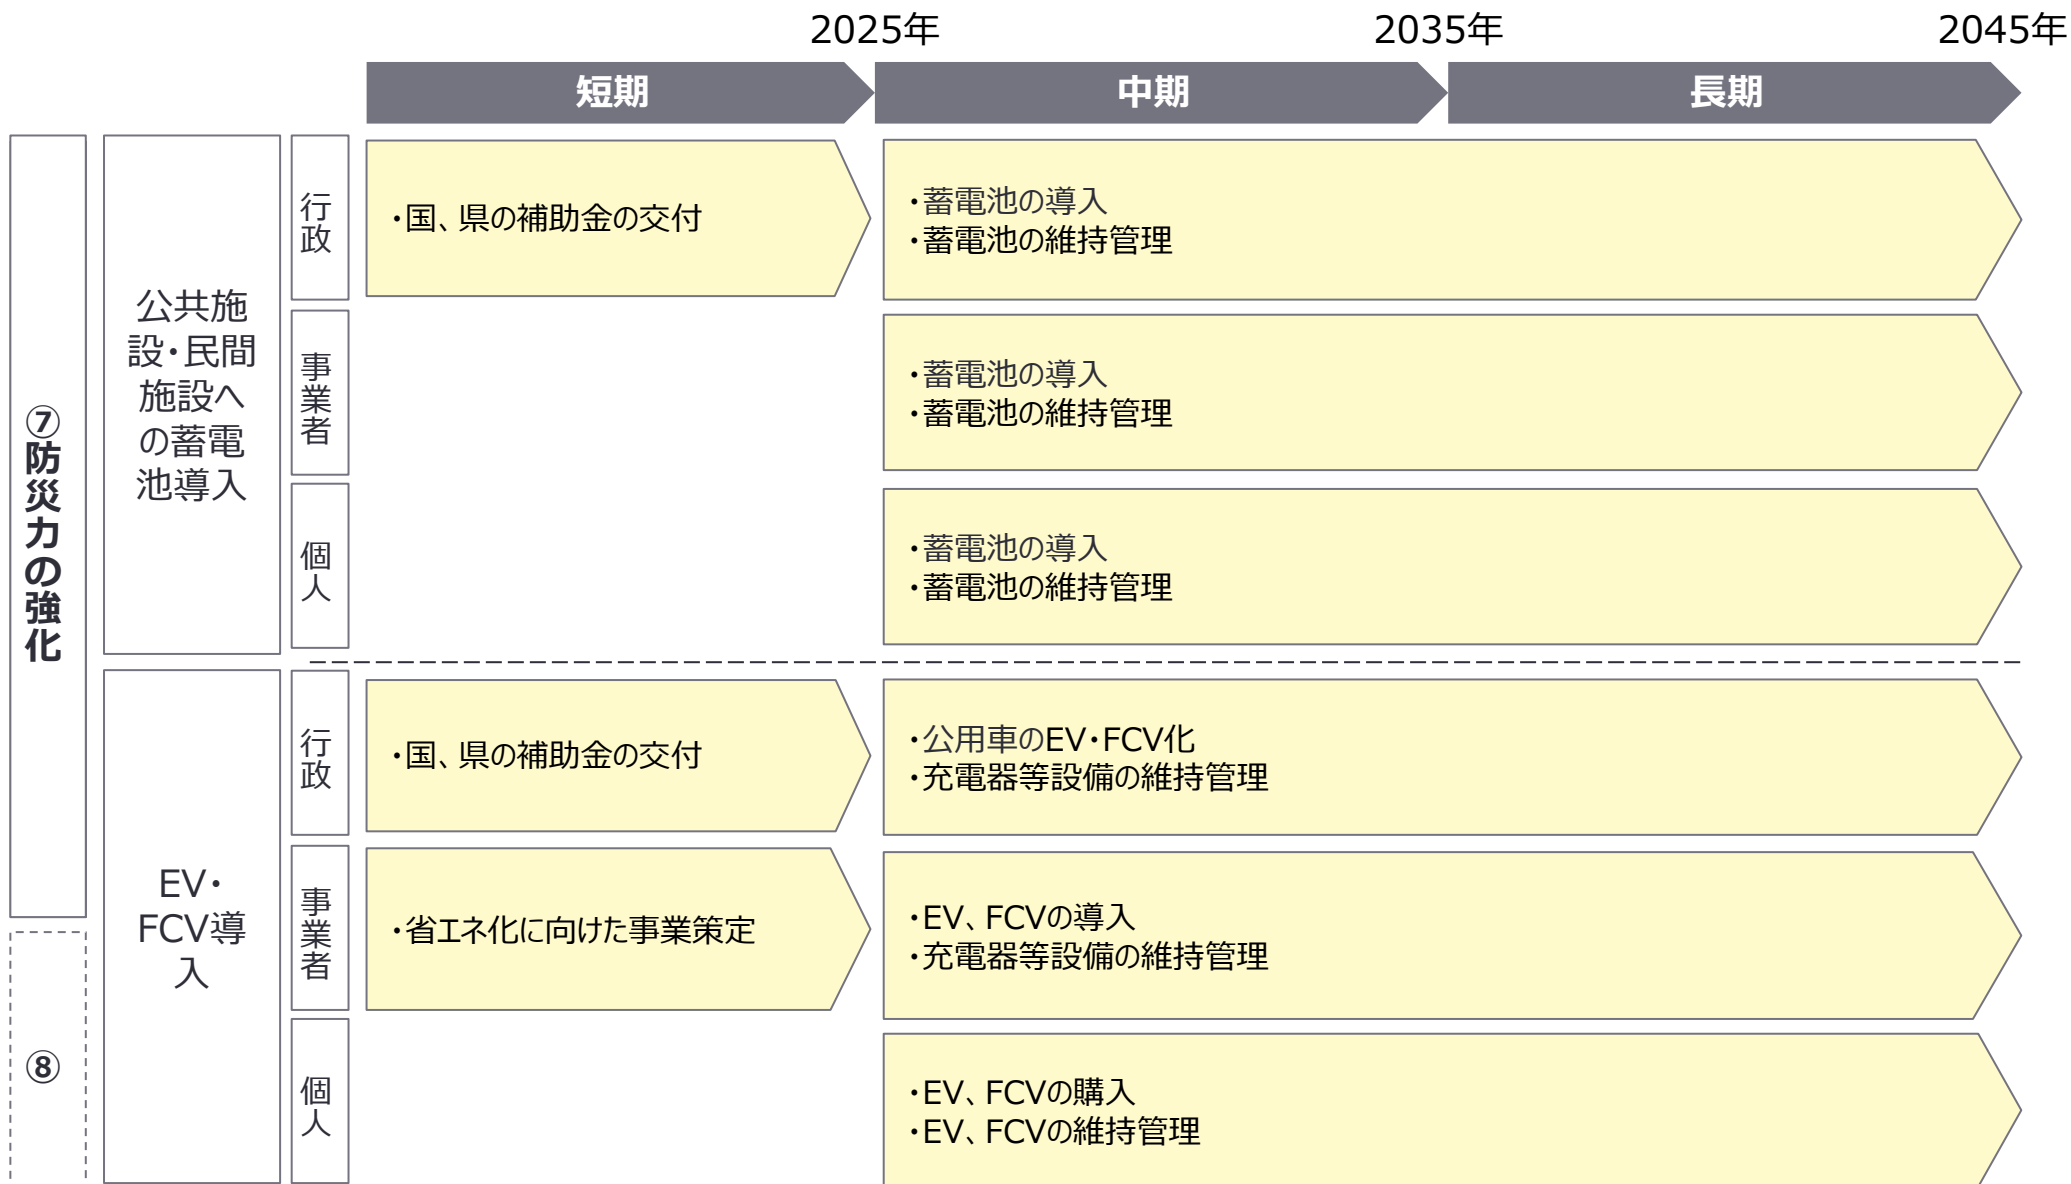 2025年
2035年
2045年
短期
中期
長期
⑦防災力の強化
公共施
設・民間
施設へ
の蓄電
池導入
行政
・国、県の補助金の交付
・蓄電池の導入
・蓄電池の維持管理
事業者
・蓄電池の導入
・蓄電池の維持管理
個人
・蓄電池の導入
・蓄電池の維持管理
EV・
FCV導
入
行政
・国、県の補助金の交付
・公用車のEV・FCV化
・充電器等設備の維持管理
事業者
・省エネ化に向けた事業策定
・EV、FCVの導入
・充電器等設備の維持管理
⑧
個人
・EV、FCVの購入
・EV、FCVの維持管理